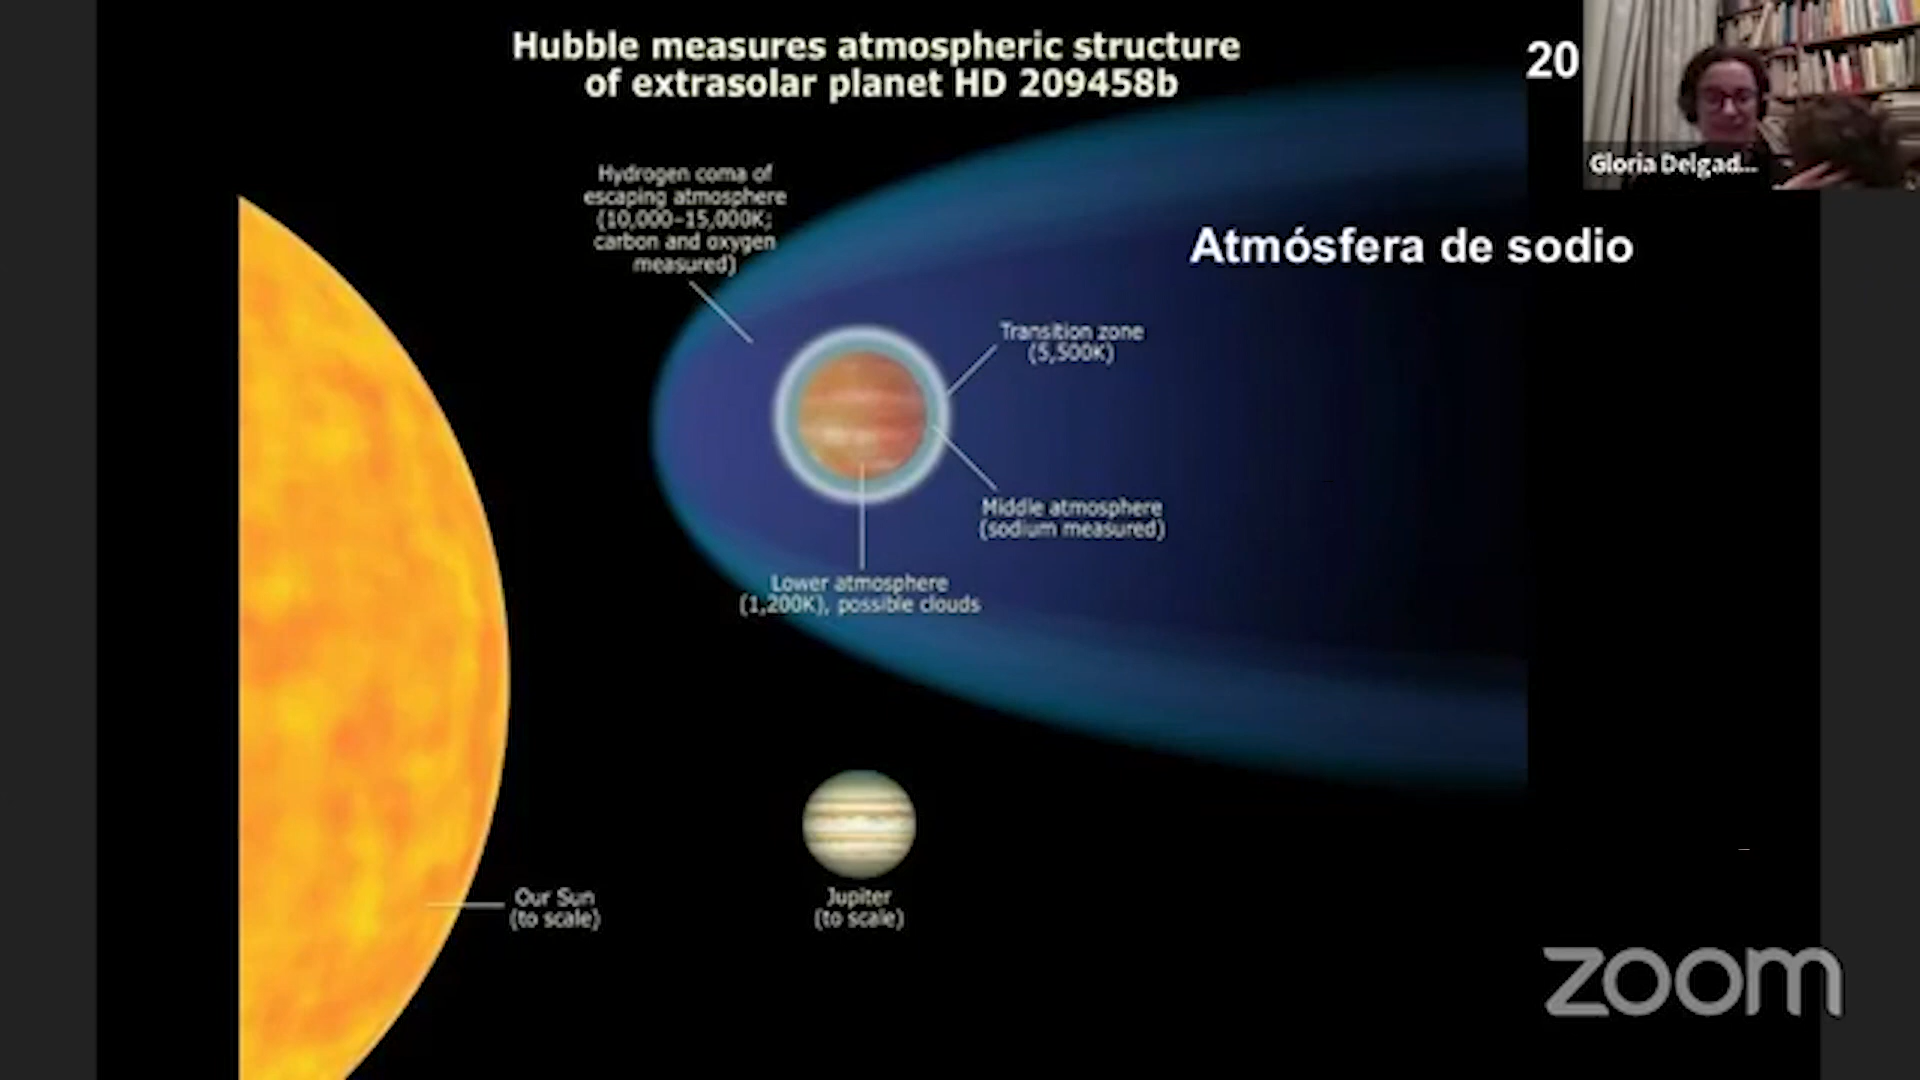 Hubble measures atmospheric structure
of extrasolar planet HD 209458b
20
Gloria Delgad...
Hydrogen coma of
escaping atmosphere
(10,000–15,000K;
carbon and oxygen
measured)
Atmósfera de sodio
Transition zone
(5,500K)
Middle atmosphere
(sodium measured)
Lower atmosphere
(1,200K), possible clouds
Our Sun
(to scale)
Jupiter
(to scale)
zoom